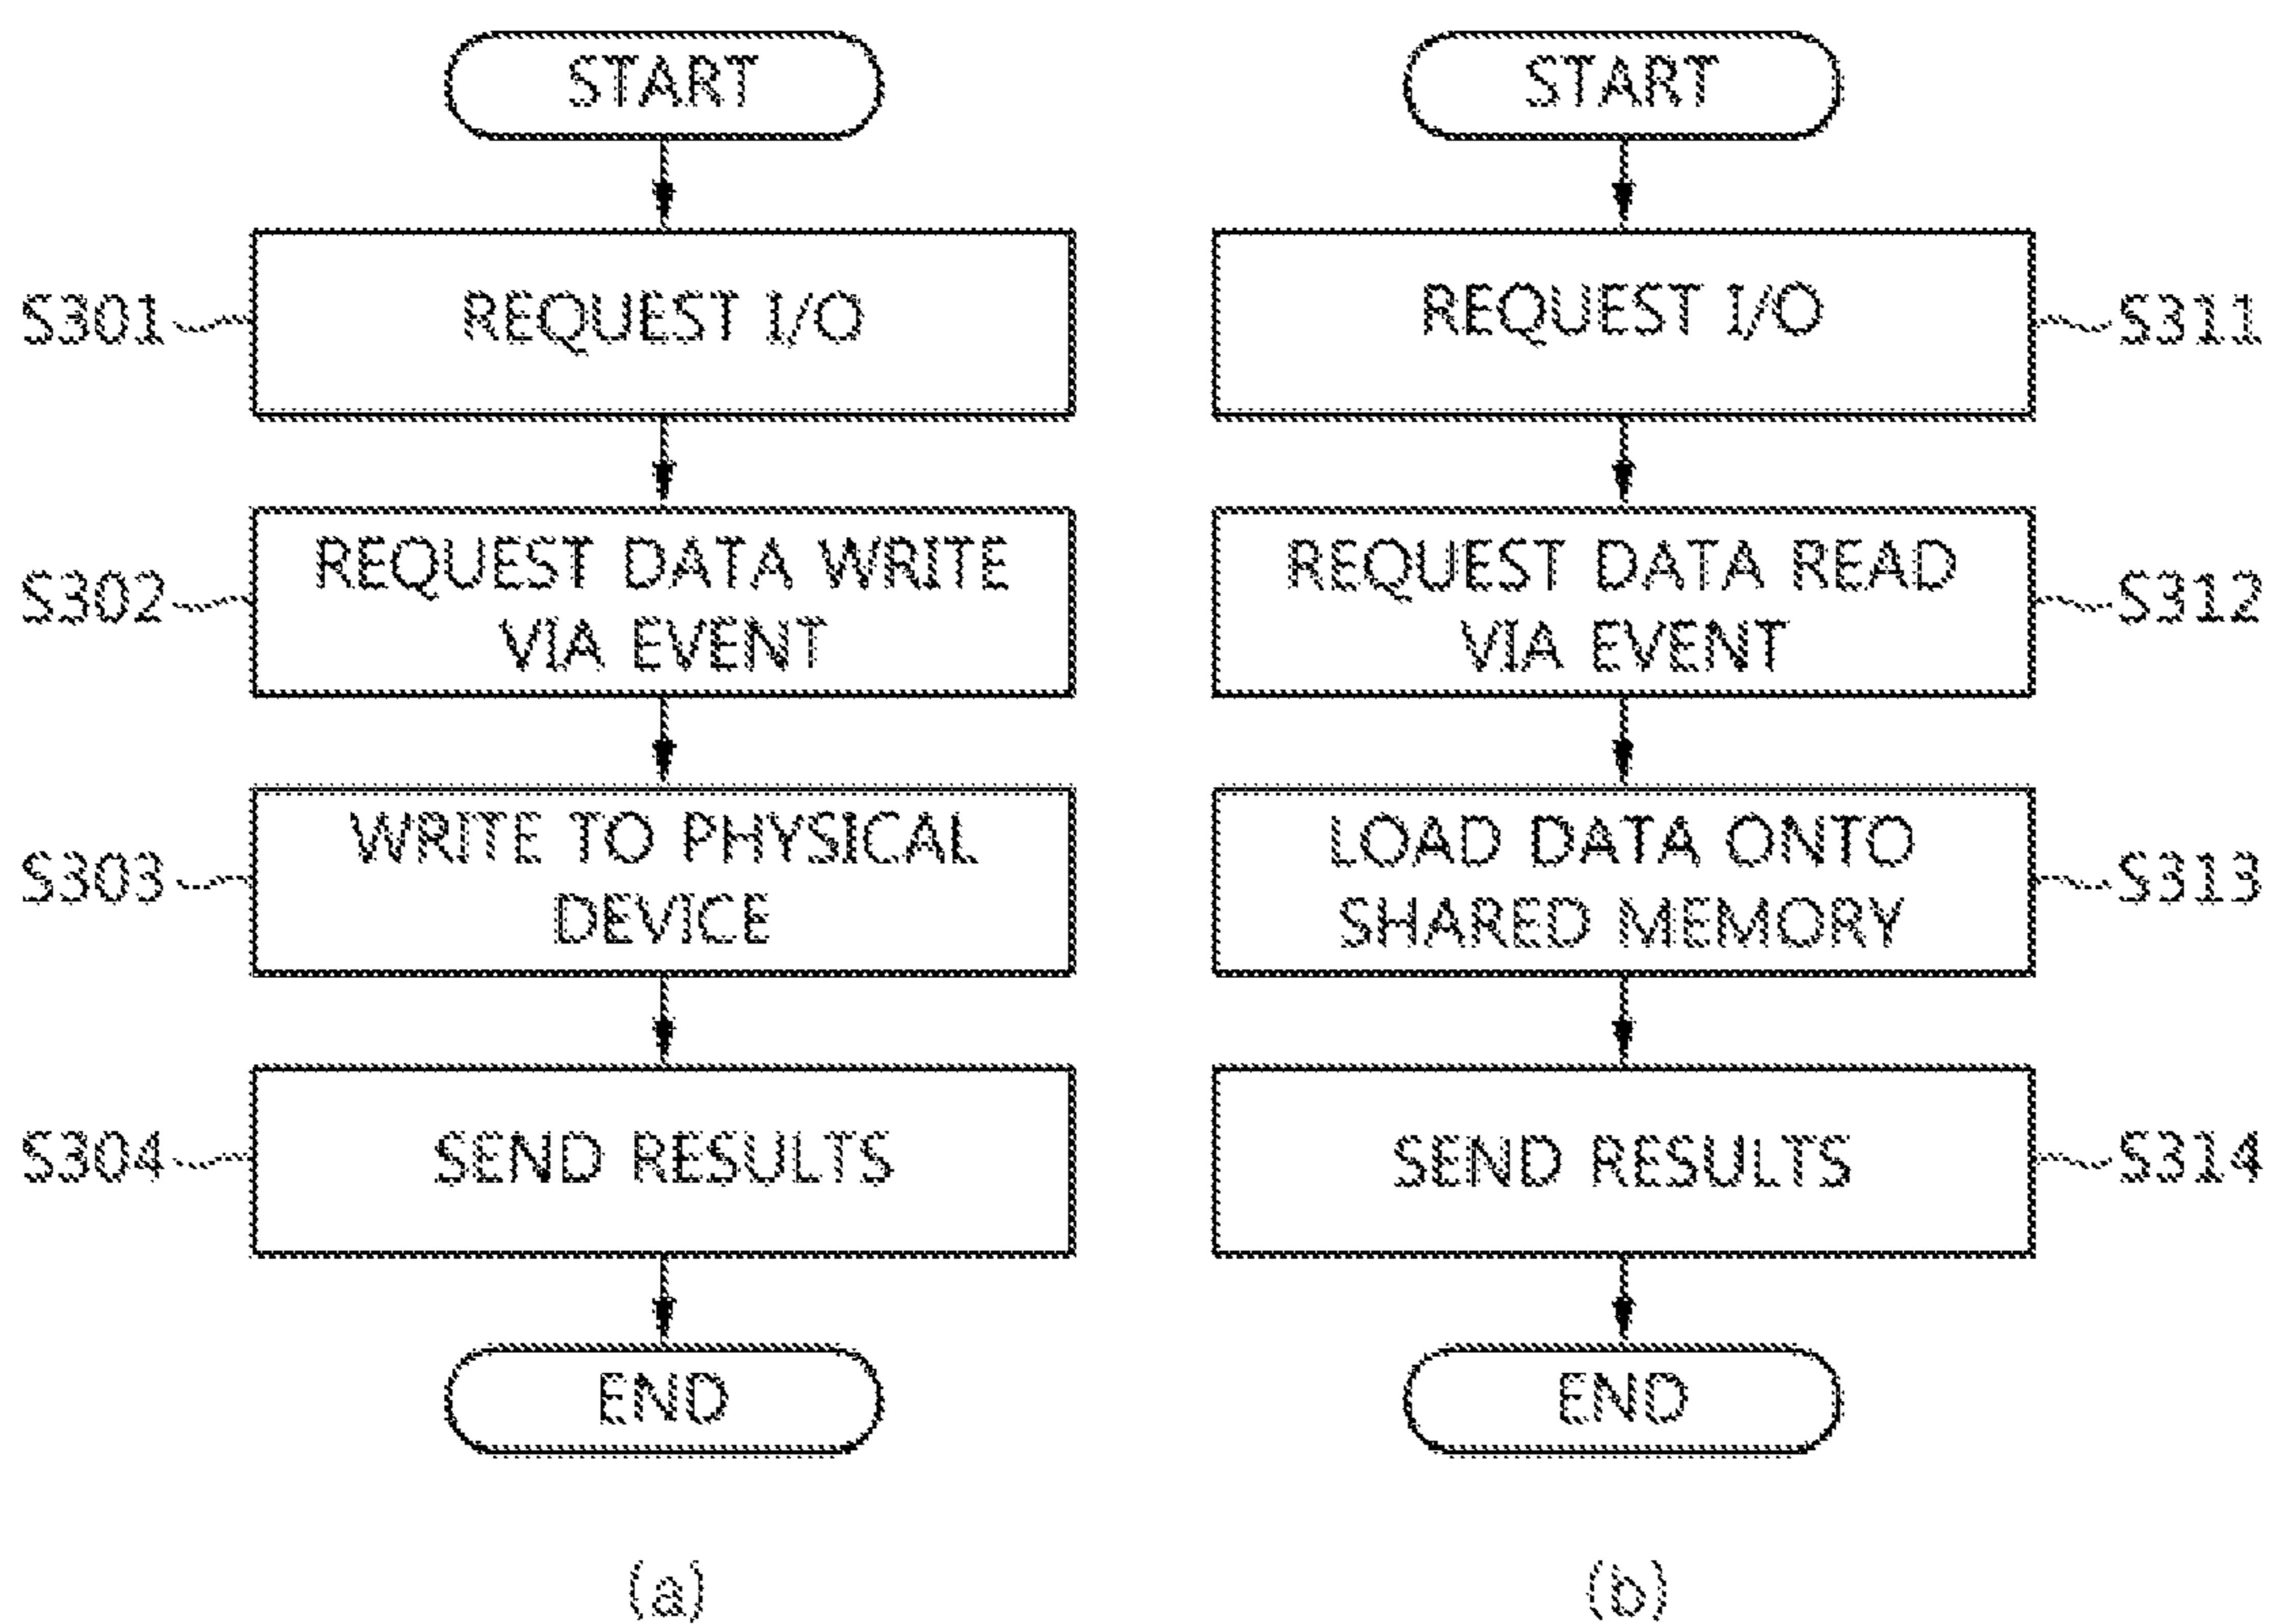 START
S301
REQUEST I/O
S302
REQUEST DATA WRITE
VIA EVENT
S303
WRITE TO PHYSICAL
DEVICE
S304
SEND RESULTS
END
(a)
START
REQUEST I/O
S311
REQUEST DATA READ
VIA EVENT
S312
LOAD DATA ONTO
SHARED MEMORY
S313
SEND RESULTS
S314
END
(b)